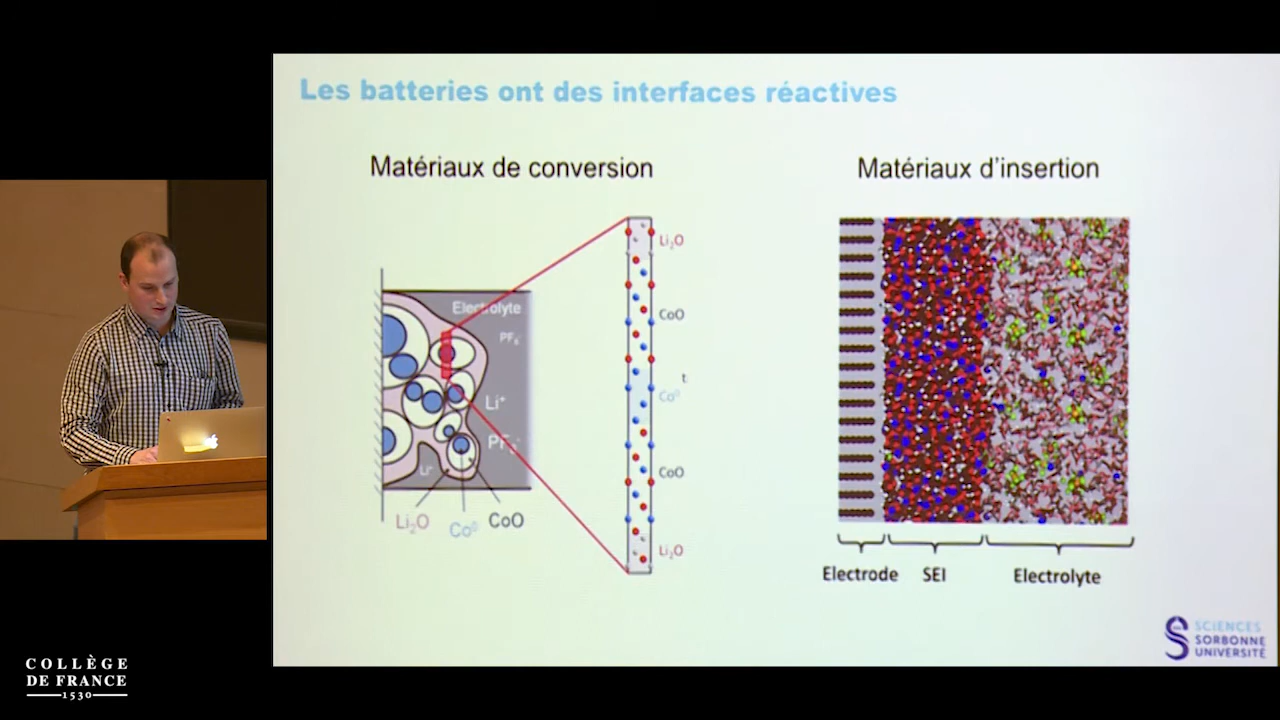 Les batteries ont des interfaces réactives
Matériaux de conversion
Matériaux d'insertion
Electrolyte
PF₆⁻
Li⁺
PF₆⁻
Li⁺
Li₂O
Co⁰
CoO
Li₂O
CoO
t
Co⁰
CoO
Li₂O
Electrode
SEI
Electrolyte
SCIENCES
SORBONNE
UNIVERSITÉ
COLLÈGE
DE FRANCE
1530